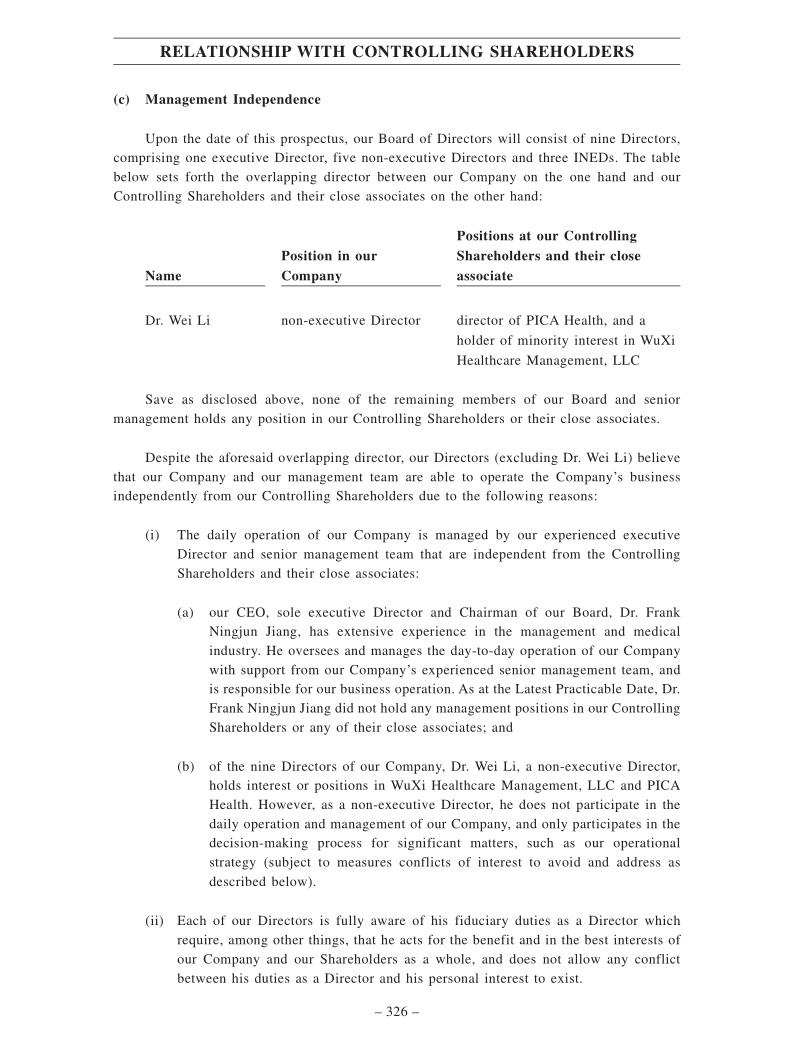 RELATIONSHIP WITH CONTROLLING SHAREHOLDERS
(c) Management Independence
Upon the date of this prospectus, our Board of Directors will consist of nine Directors,
comprising one executive Director, five non-executive Directors and three INEDs. The table
below sets forth the overlapping director between our Company on the one hand and our
Controlling Shareholders and their close associates on the other hand:
Name
Position in our
Company
Positions at our Controlling
Shareholders and their close
associate
Dr. Wei Li
non-executive Director
director of PICA Health, and a
holder of minority interest in WuXi
Healthcare Management, LLC
Save as disclosed above, none of the remaining members of our Board and senior
management holds any position in our Controlling Shareholders or their close associates.
Despite the aforesaid overlapping director, our Directors (excluding Dr. Wei Li) believe
that our Company and our management team are able to operate the Company's business
independently from our Controlling Shareholders due to the following reasons:
(i) The daily operation of our Company is managed by our experienced executive
Director and senior management team that are independent from the Controlling
Shareholders and their close associates:
(a) our CEO, sole executive Director and Chairman of our Board, Dr. Frank
Ningjun Jiang, has extensive experience in the management and medical
industry. He oversees and manages the day-to-day operation of our Company
with support from our Company's experienced senior management team, and
is responsible for our business operation. As at the Latest Practicable Date, Dr.
Frank Ningjun Jiang did not hold any management positions in our Controlling
Shareholders or any of their close associates; and
(b) of the nine Directors of our Company, Dr. Wei Li, a non-executive Director,
holds interest or positions in WuXi Healthcare Management, LLC and PICA
Health. However, as a non-executive Director, he does not participate in the
daily operation and management of our Company, and only participates in the
decision-making process for significant matters, such as our operational
strategy (subject to measures conflicts of interest to avoid and address as
described below).
(ii) Each of our Directors is fully aware of his fiduciary duties as a Director which
require, among other things, that he acts for the benefit and in the best interests of
our Company and our Shareholders as a whole, and does not allow any conflict
between his duties as a Director and his personal interest to exist.
– 326 –